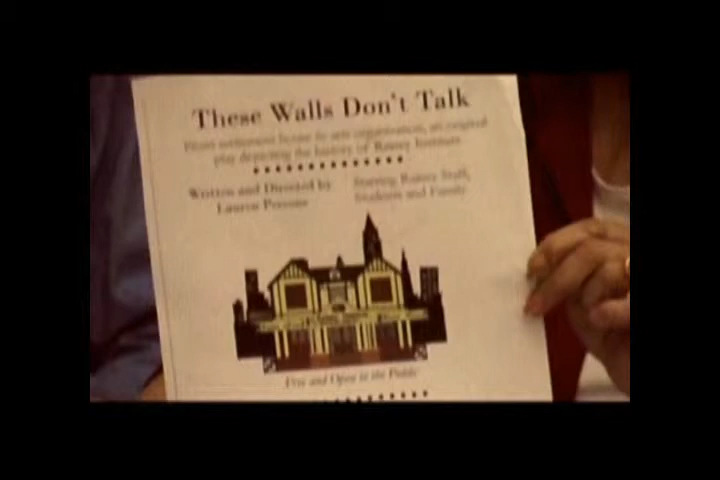 These Walls Don't Talk
From settlement house to arts organization, an original
play depicting the history of Rainey Institute
Written and Directed by
Lauren Pearson
Starring Rainey Staff,
Students and Family
Free and Open to the Public